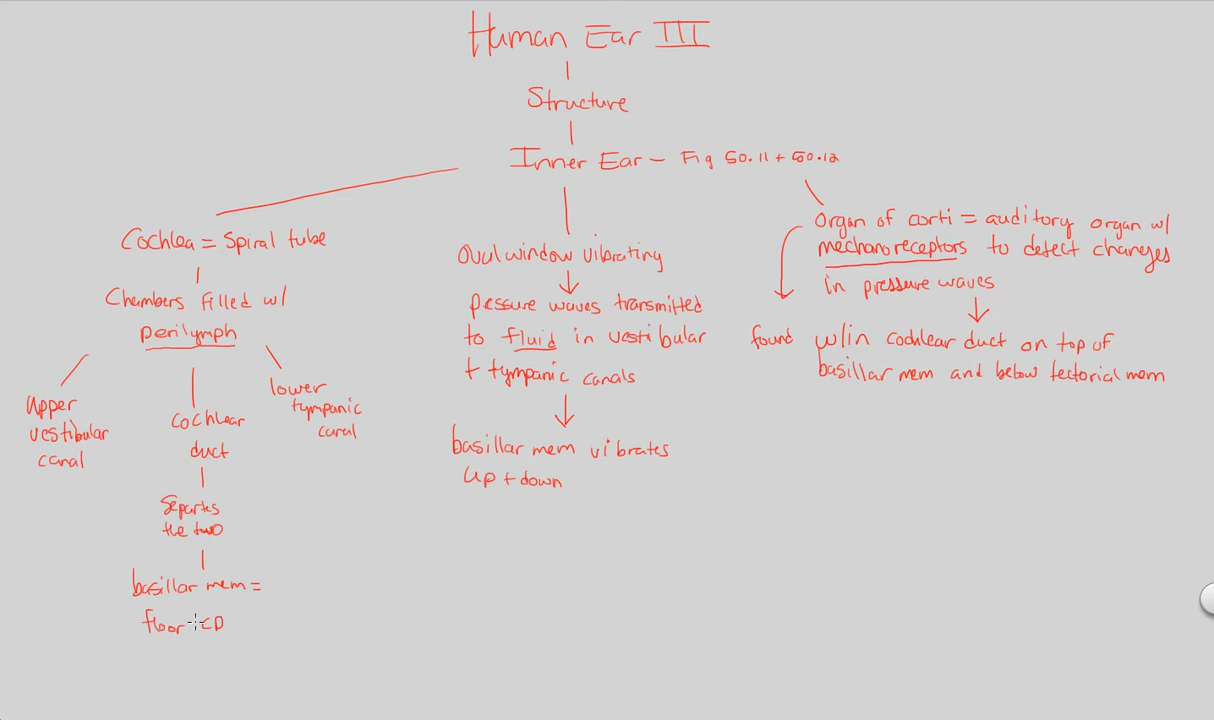 Human Ear III
Structure
Inner Ear - Fig 50.11 + 50.12
Cochlea = Spiral tube
Chambers filled w/
perilymph
upper
vestibular
canal
cochlear
duct
lower
tympanic
canal
Separtes
the two
basillar mem =
floor CD
Oval window vibrating
pressure waves transmitted
to fluid in vestibular
+ tympanic canals
basillar mem vibrates
up + down
Organ of corti = auditory organ w/
mechanoreceptors to detect changes
in pressure waves
found w/in cochlear duct on top of
basillar mem and below tectorial mem